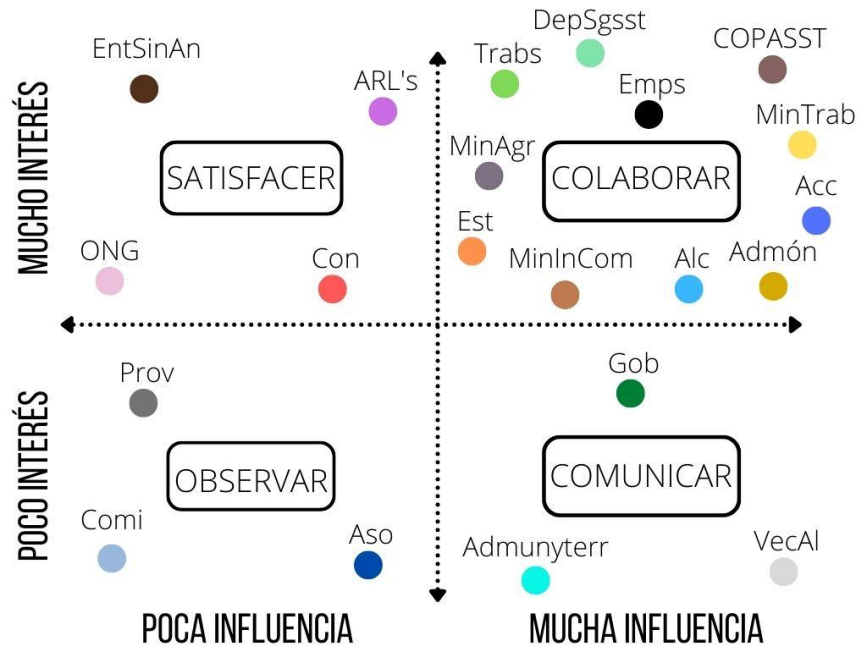 DepSgsst
EntSinAn
Trabs
COPASST
ARL's
Emps
MinTrab
MinAgr
SATISFACER
COLABORAR
Acc
Est
ONG
Con
MinInCom
Alc
Admón
MUCHO INTERÉS
Prov
Gob
OBSERVAR
COMUNICAR
Comi
Aso
Admunyterr
VecAl
POCO INTERÉS
POCA INFLUENCIA
MUCHA INFLUENCIA